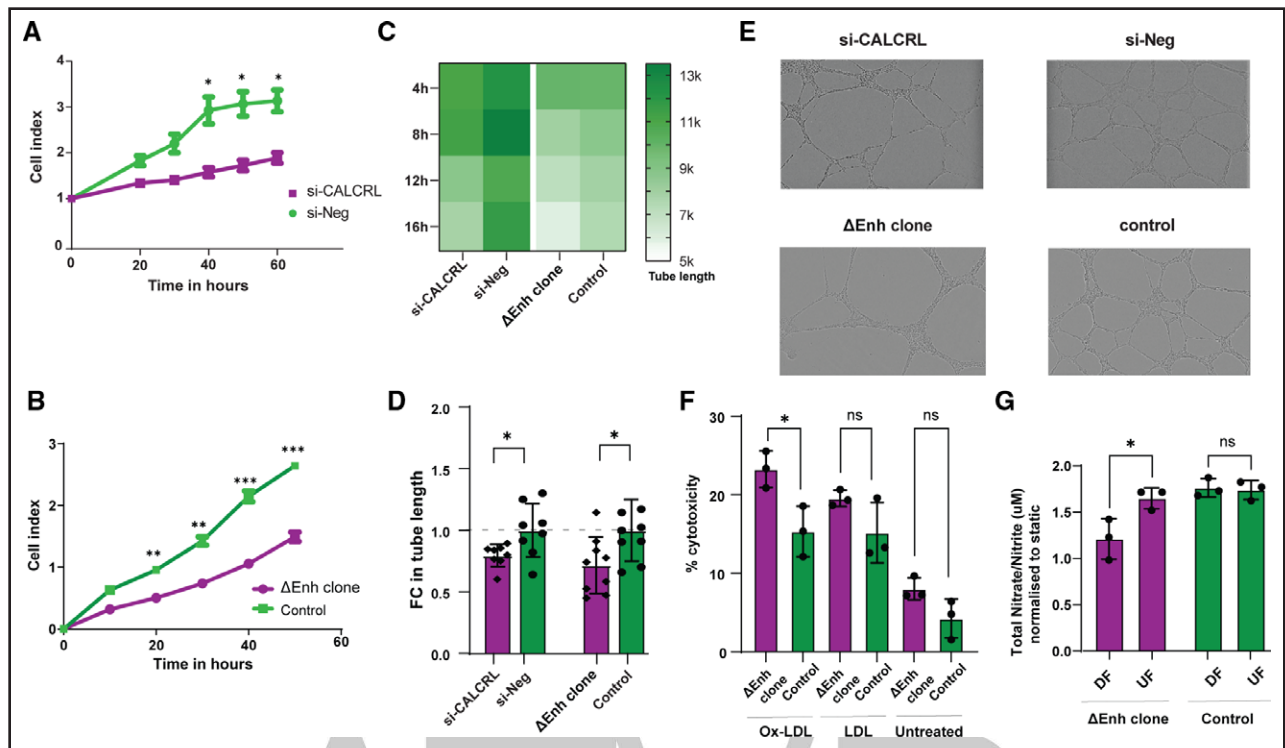 A
4
3
2
1
0
Cell index
* * *
si-CALCRL
si-Neg
0 20 40 60
Time in hours
B
3
2
1
0
Cell index
** ** *** ***
ΔEnh clone
Control
0 20 40 60
Time in hours
C
4h
8h
12h
16h
si-CALCRL si-Neg ΔEnh clone Control
13k
11k
9k
7k
5k
Tube length
D
2.0
1.5
1.0
0.5
0.0
FC in tube length
* *
si-CALCRL si-Neg ΔEnh clone Control
E
si-CALCRL si-Neg
ΔEnh clone control
F
30
20
10
0
% cytotoxicity
* ns ns
ΔEnh clone Control ΔEnh clone Control ΔEnh clone Control
Ox-LDL LDL Untreated
G
2.0
1.5
1.0
0.5
0.0
Total Nitrate/Nitrite (uM)
normalised to static
* ns
DF UF DF UF
ΔEnh clone Control